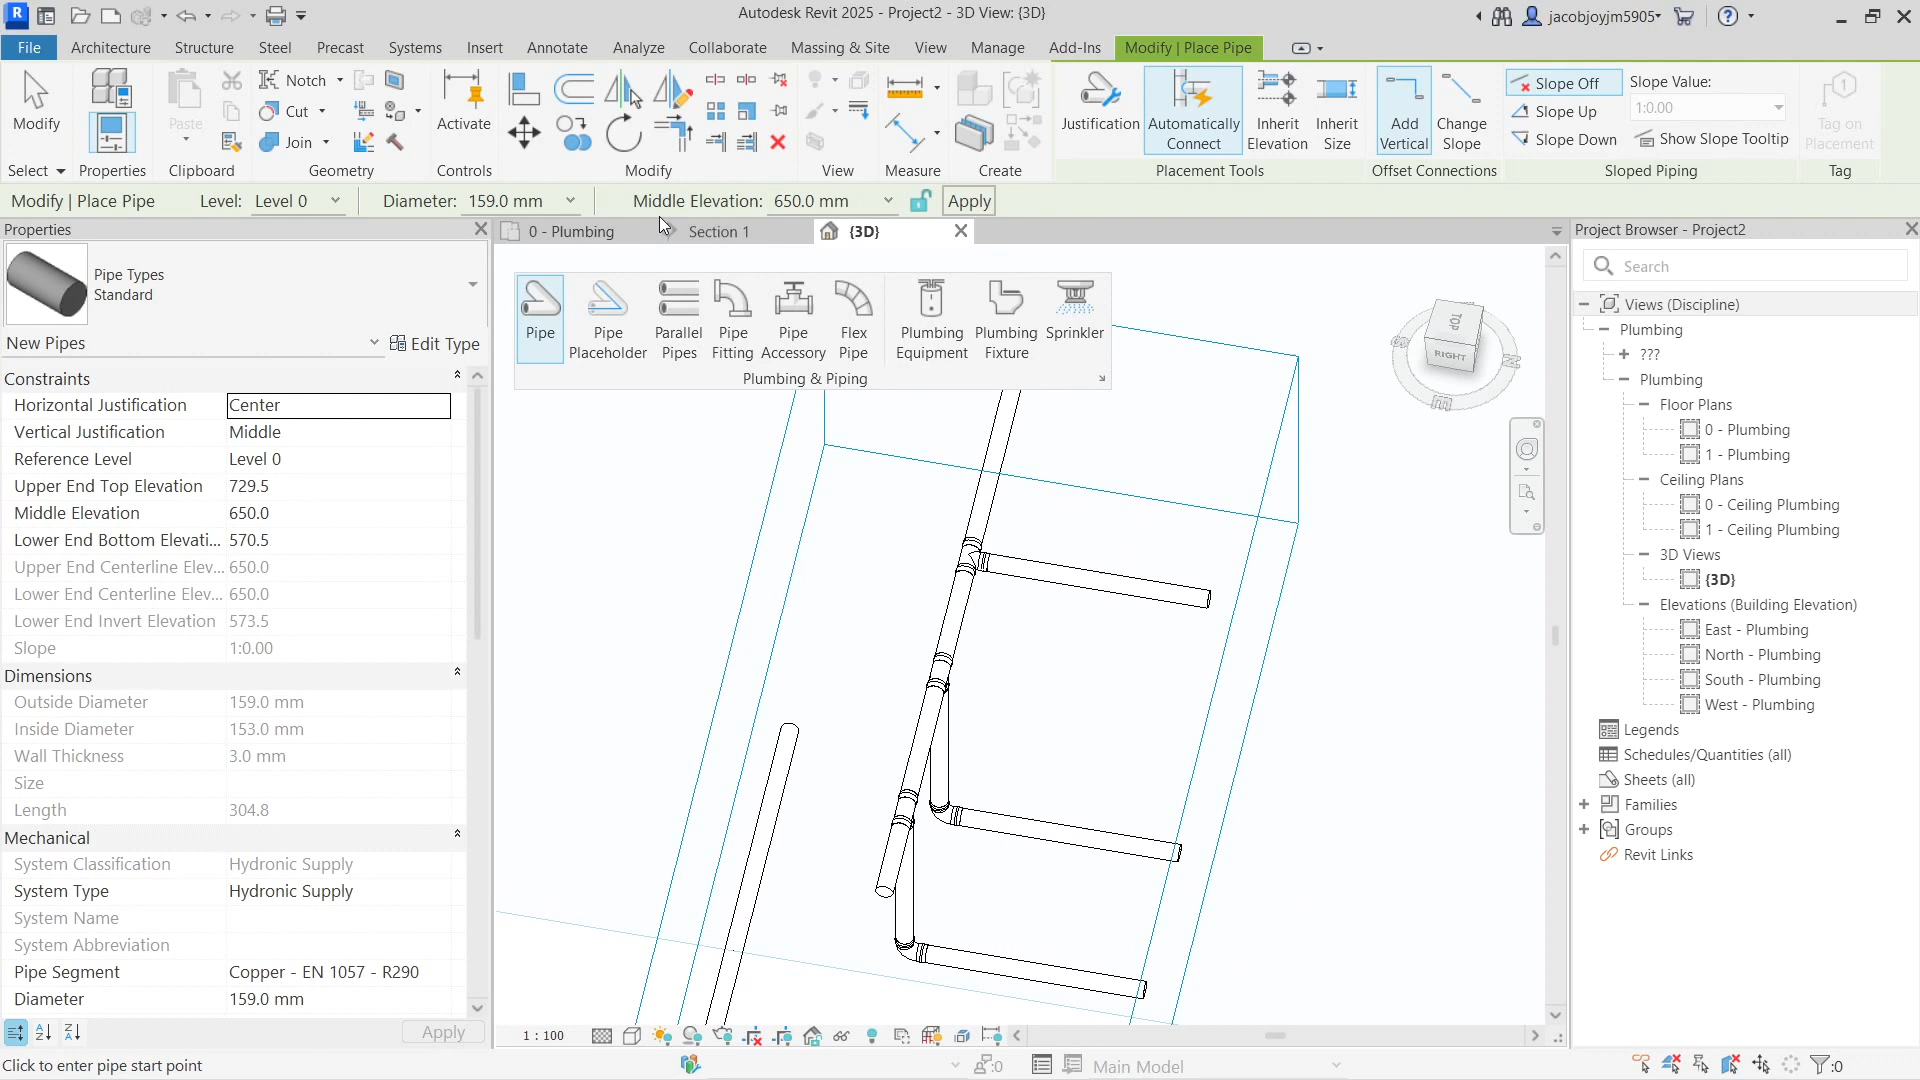 Autodesk Revit 2025 - Project2 - 3D View: {3D}
jacobjoyjm5905
File Architecture Structure Steel Precast Systems Insert Annotate Analyze Collaborate Massing & Site View Manage Add-Ins Modify | Place Pipe
Modify
Select
Properties
Paste
Clipboard
Notch
Cut
Join
Geometry
Activate
Controls
Modify
View
Measure
Create
Justification
Automatically Connect
Inherit Elevation
Inherit Size
Placement Tools
Add Vertical
Change Slope
Offset Connections
Slope Off
Slope Up
Slope Down
Slope Value:
1:0.00
Show Slope Tooltip
Sloped Piping
Tag on Placement
Tag
Modify | Place Pipe Level: Level 0 Diameter: 159.0 mm Middle Elevation: 650.0 mm Apply
Properties
Pipe Types
Standard
New Pipes Edit Type
Constraints
Horizontal Justification Center
Vertical Justification Middle
Reference Level Level 0
Upper End Top Elevation 729.5
Middle Elevation 650.0
Lower End Bottom Elevati... 570.5
Upper End Centerline Elev... 650.0
Lower End Centerline Elev... 650.0
Lower End Invert Elevation 573.5
Slope 1:0.00
Dimensions
Outside Diameter 159.0 mm
Inside Diameter 153.0 mm
Wall Thickness 3.0 mm
Size
Length 304.8
Mechanical
System Classification Hydronic Supply
System Type Hydronic Supply
System Name
System Abbreviation
Pipe Segment Copper - EN 1057 - R290
Diameter 159.0 mm
Apply
0 - Plumbing Section 1 {3D}
Pipe
Pipe Placeholder
Parallel Pipes
Pipe Fitting
Pipe Accessory
Flex Pipe
Plumbing Equipment
Plumbing Fixture
Sprinkler
Plumbing & Piping
TOP
RIGHT
1 : 100
Project Browser - Project2
Search
Views (Discipline)
Plumbing
???
Plumbing
Floor Plans
0 - Plumbing
1 - Plumbing
Ceiling Plans
0 - Ceiling Plumbing
1 - Ceiling Plumbing
3D Views
{3D}
Elevations (Building Elevation)
East - Plumbing
North - Plumbing
South - Plumbing
West - Plumbing
Legends
Schedules/Quantities (all)
Sheets (all)
Families
Groups
Revit Links
Click to enter pipe start point :0 Main Model :0